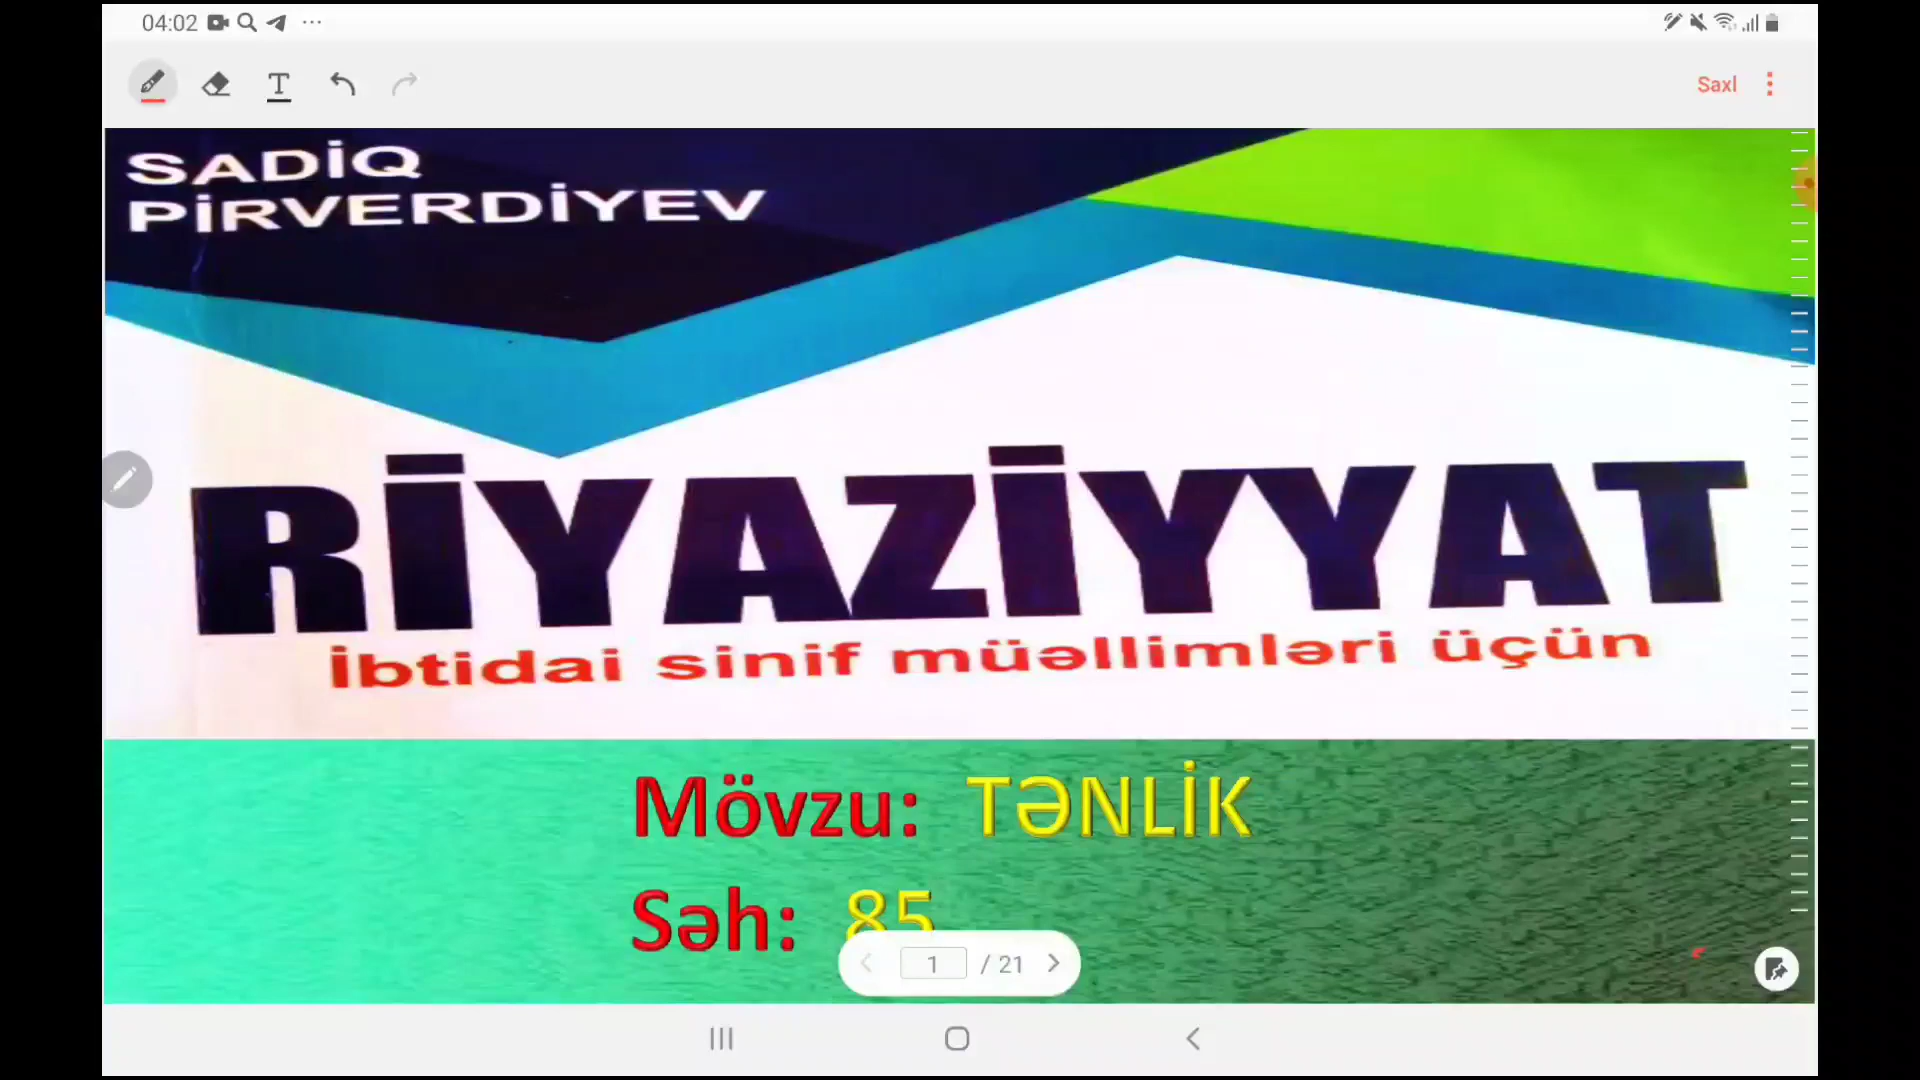 04:02
Saxl
SADİQ
PİRVERDİYEV
RİYAZİYYAT
İbtidai sinif müəllimləri üçün
Mövzu: TƏNLİK
Səh: 85
1 / 21